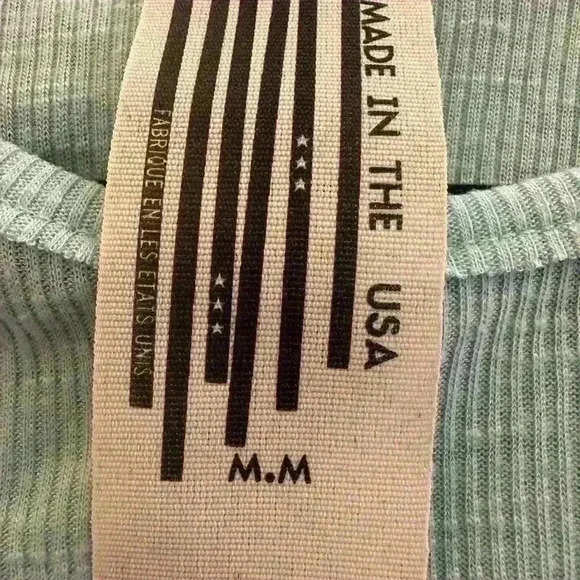 MADE IN THE USA
FABRIQUE EN LES ETATS UNIS
M.M